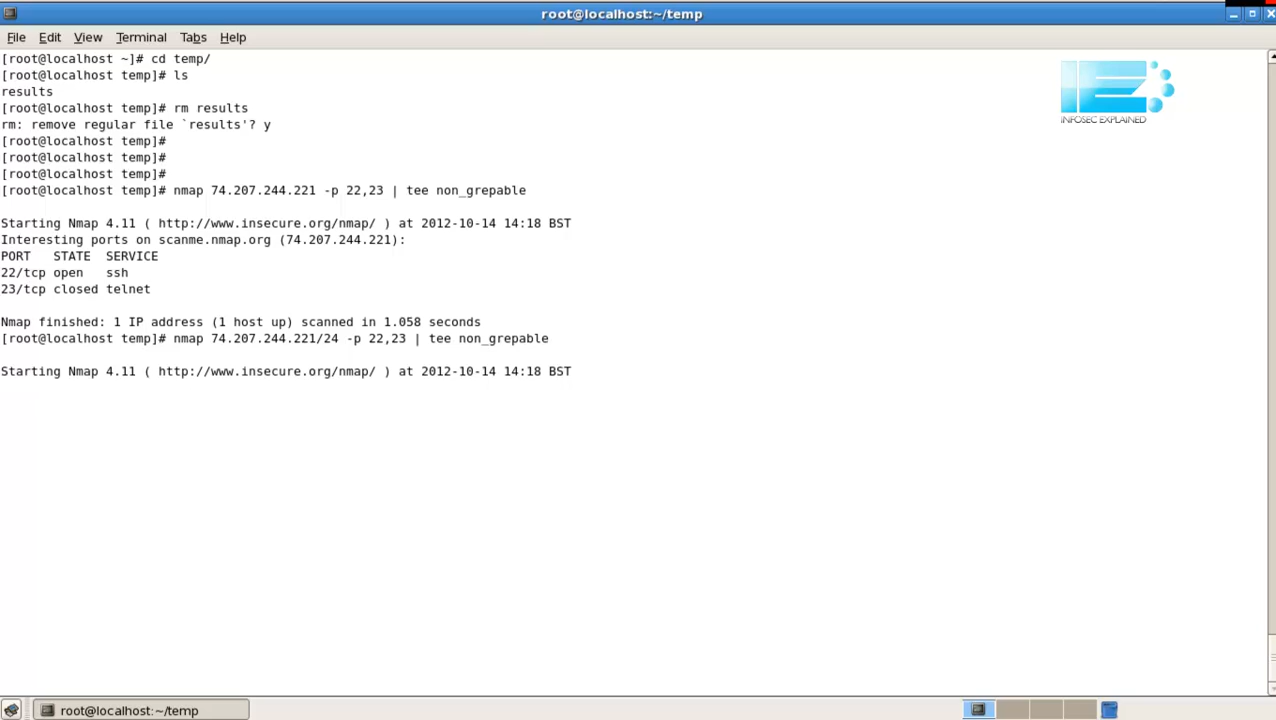 root@localhost:~/temp
File Edit View Terminal Tabs Help
[root@localhost ~]# cd temp/
[root@localhost temp]# ls
results
[root@localhost temp]# rm results
rm: remove regular file `results'? y
[root@localhost temp]#
[root@localhost temp]#
[root@localhost temp]#
[root@localhost temp]# nmap 74.207.244.221 -p 22,23 | tee non_grepable
Starting Nmap 4.11 ( http://www.insecure.org/nmap/ ) at 2012-10-14 14:18 BST
Interesting ports on scanme.nmap.org (74.207.244.221):
PORT   STATE  SERVICE
22/tcp open   ssh
23/tcp closed telnet
Nmap finished: 1 IP address (1 host up) scanned in 1.058 seconds
[root@localhost temp]# nmap 74.207.244.221/24 -p 22,23 | tee non_grepable
Starting Nmap 4.11 ( http://www.insecure.org/nmap/ ) at 2012-10-14 14:18 BST
INFOSEC EXPLAINED
root@localhost:~/temp